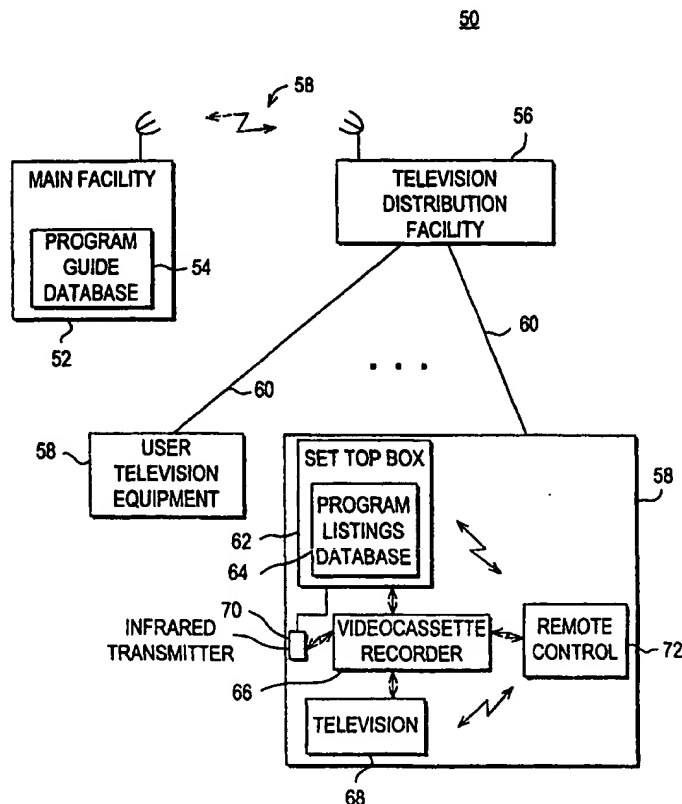 50
58
56
MAIN FACILITY
PROGRAM
GUIDE
DATABASE
54
52
TELEVISION
DISTRIBUTION
FACILITY
60
60
. . .
58
USER
TELEVISION
EQUIPMENT
58
SET TOP BOX
PROGRAM
LISTINGS
DATABASE
62
64
70
INFRARED
TRANSMITTER
VIDEOCASSETTE
RECORDER
66
REMOTE
CONTROL
72
TELEVISION
68